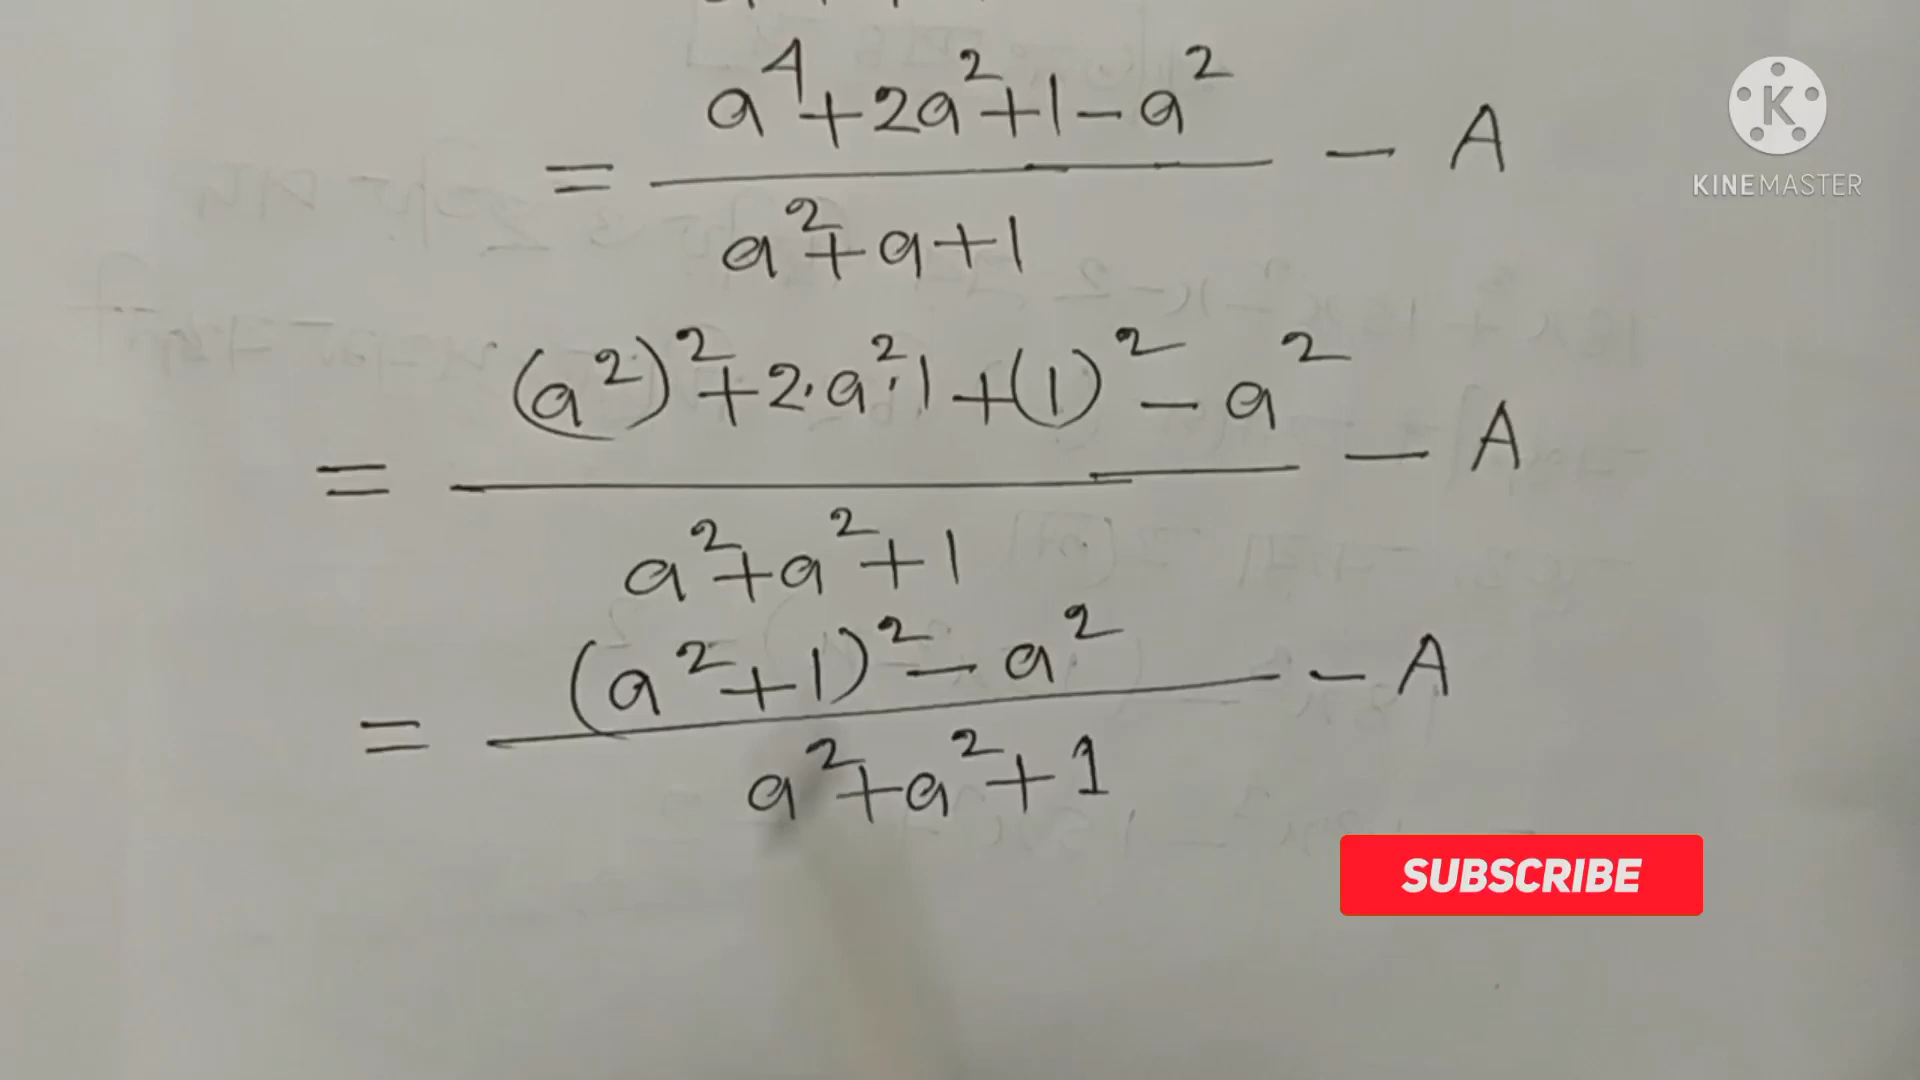 a⁴+2a²+1-a²
= ――― - A
a²+a+1
(a²)²+2·a²·1+(1)²-a²
= ――― - A
a²+a²+1
(a²+1)²-a²
= ――― - A
a²+a²+1
K
KINEMASTER
SUBSCRIBE